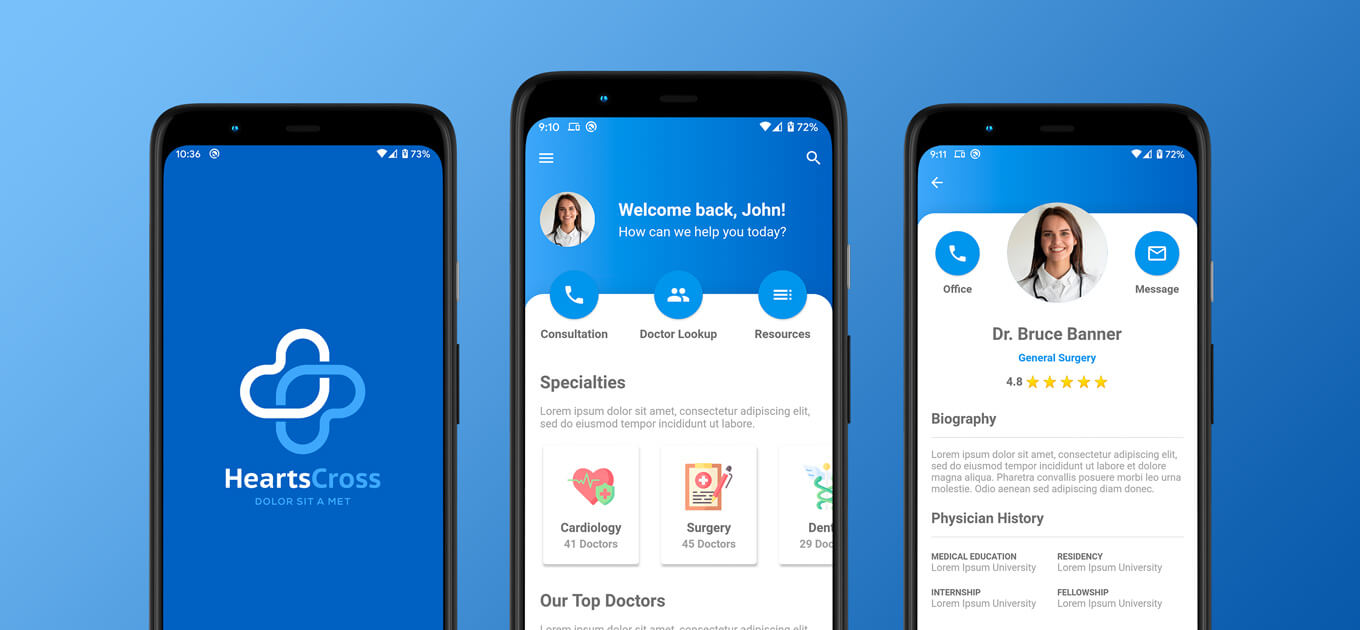 10:36
73%
HeartsCross
DOLOR SIT A MET
9:10
72%
Welcome back, John!
How can we help you today?
Consultation
Doctor Lookup
Resources
Specialties
Lorem ipsum dolor sit amet, consectetur adipiscing elit,
sed do eiusmod tempor incididunt ut labore.
Cardiology
41 Doctors
Surgery
45 Doctors
Dent
29 Doc
Our Top Doctors
Lorem ipsum dolor sit amet, consectetur adipiscing elit,
9:11
72%
Office
Message
Dr. Bruce Banner
General Surgery
4.8
Biography
Lorem ipsum dolor sit amet, consectetur adipiscing elit,
sed do eiusmod tempor incididunt ut labore et dolore
magna aliqua. Pharetra convallis posuere morbi leo urna
molestie. Odio aenean sed adipiscing diam donec.
Physician History
MEDICAL EDUCATION
Lorem Ipsum University
RESIDENCY
Lorem Ipsum University
INTERNSHIP
Lorem Ipsum University
FELLOWSHIP
Lorem Ipsum University